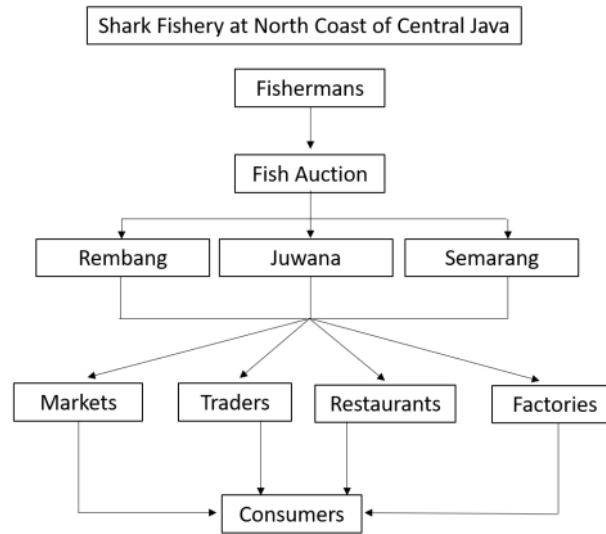 Shark Fishery at North Coast of Central Java
Fishermans
Fish Auction
Rembang
Juwana
Semarang
Markets
Traders
Restaurants
Factories
Consumers